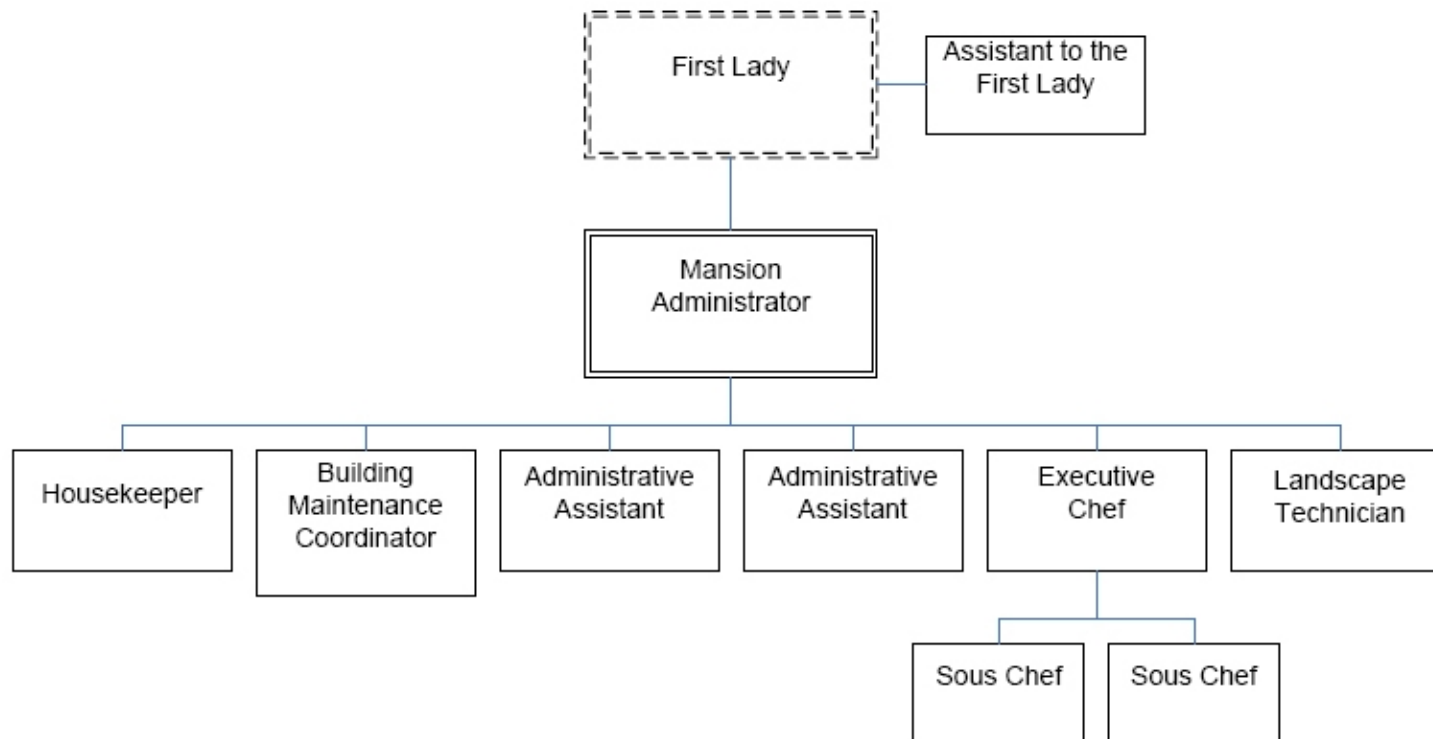 First Lady
Assistant to the
First Lady
Mansion
Administrator
Housekeeper
Building
Maintenance
Coordinator
Administrative
Assistant
Administrative
Assistant
Executive
Chef
Landscape
Technician
Sous Chef
Sous Chef